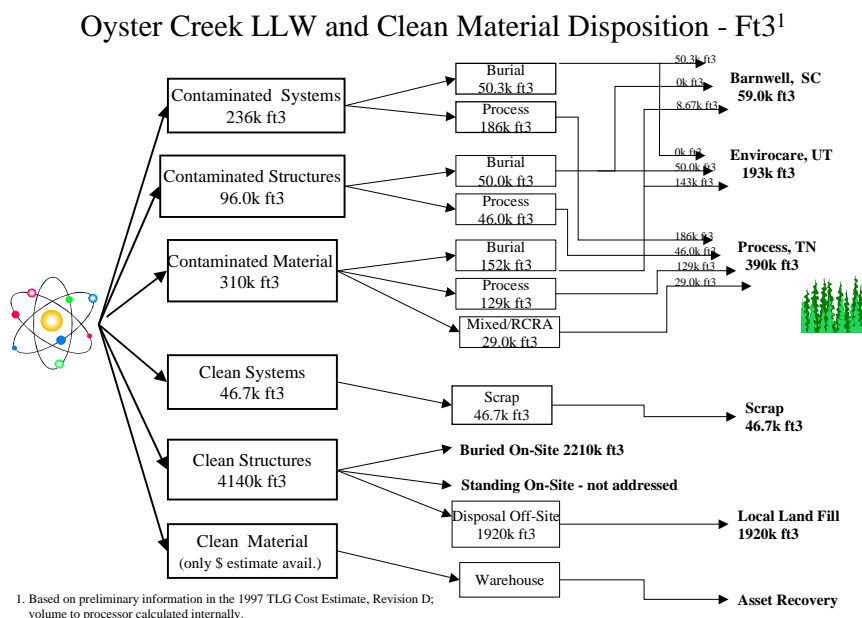 Oyster Creek LLW and Clean Material Disposition - Ft3¹
Contaminated Systems
236k ft3
Burial
50.3k ft3
Process
186k ft3
50.3k ft3
0k ft3
8.67k ft3
Barnwell, SC
59.0k ft3
Contaminated Structures
96.0k ft3
Burial
50.0k ft3
Process
46.0k ft3
0k ft3
50.0k ft3
143k ft3
Envirocare, UT
193k ft3
Contaminated Material
310k ft3
Burial
152k ft3
Process
129k ft3
Mixed/RCRA
29.0k ft3
186k ft3
46.0k ft3
129k ft3
29.0k ft3
Process, TN
390k ft3
Clean Systems
46.7k ft3
Scrap
46.7k ft3
Scrap
46.7k ft3
Clean Structures
4140k ft3
Buried On-Site 2210k ft3
Standing On-Site - not addressed
Disposal Off-Site
1920k ft3
Local Land Fill
1920k ft3
Clean Material
(only $ estimate avail.)
Warehouse
Asset Recovery
1. Based on preliminary information in the 1997 TLG Cost Estimate, Revision D;
volume to processor calculated internally.